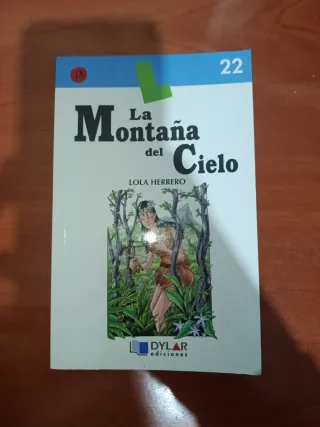 22
La
Montaña
del Cielo
LOLA HERRERO
DYLAR
ediciones